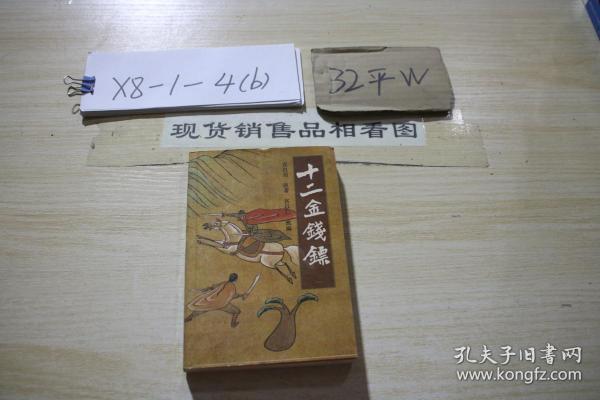 X8-1-4(b)
32平W
现货销售品相看图
十二金錢鏢
孔夫子旧书网
www.kongfz.com